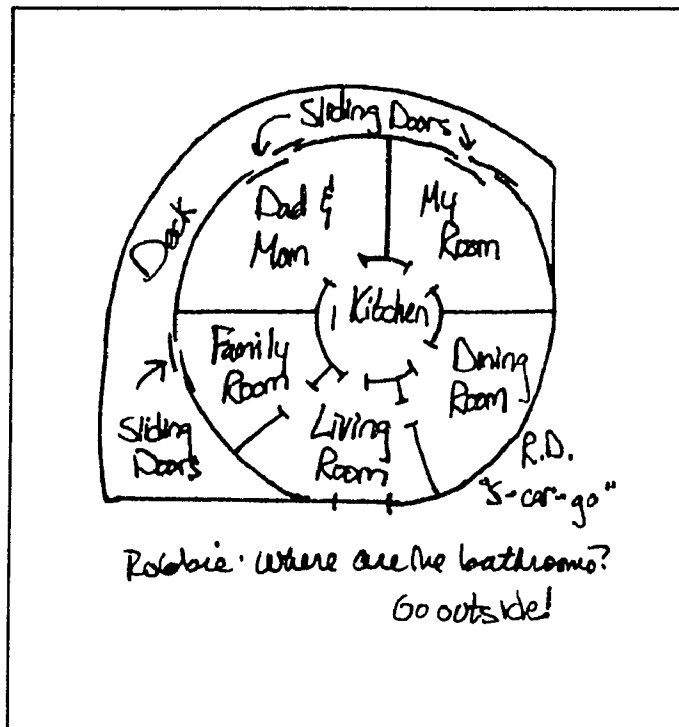 Sliding Doors
Dad &
Mom
My
Room
Deck
Kitchen
Family
Room
Dining
Room
Sliding
Doors
Living
Room
R.D.
"S-car-go"
Robbie. Where are the bathrooms?
Go outside!